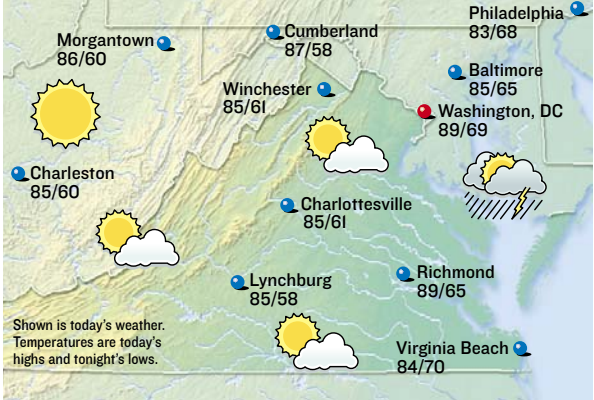 Philadelphia
83/68
Cumberland
87/58
Morgantown
86/60
Baltimore
85/65
Winchester
85/61
Washington, DC
89/69
Charleston
85/60
Charlottesville
85/61
Richmond
89/65
Lynchburg
85/58
Shown is today's weather.
Temperatures are today's
highs and tonight's lows.
Virginia Beach
84/70